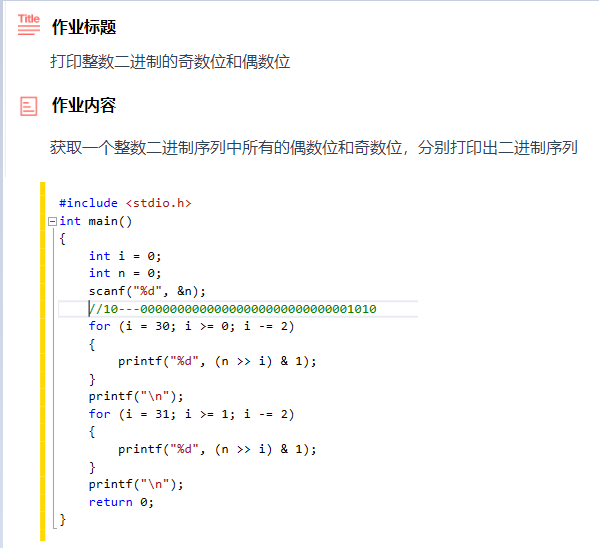 Title
作业标题
打印整数二进制的奇数位和偶数位
作业内容
获取一个整数二进制序列中所有的偶数位和奇数位，分别打印出二进制序列
#include <stdio.h>
int main()
{
int i = 0;
int n = 0;
scanf("%d", &n);
//10---00000000000000000000000000001010
for (i = 30; i >= 0; i -= 2)
{
printf("%d", (n >> i) & 1);
}
printf("\n");
for (i = 31; i >= 1; i -= 2)
{
printf("%d", (n >> i) & 1);
}
printf("\n");
return 0;
}